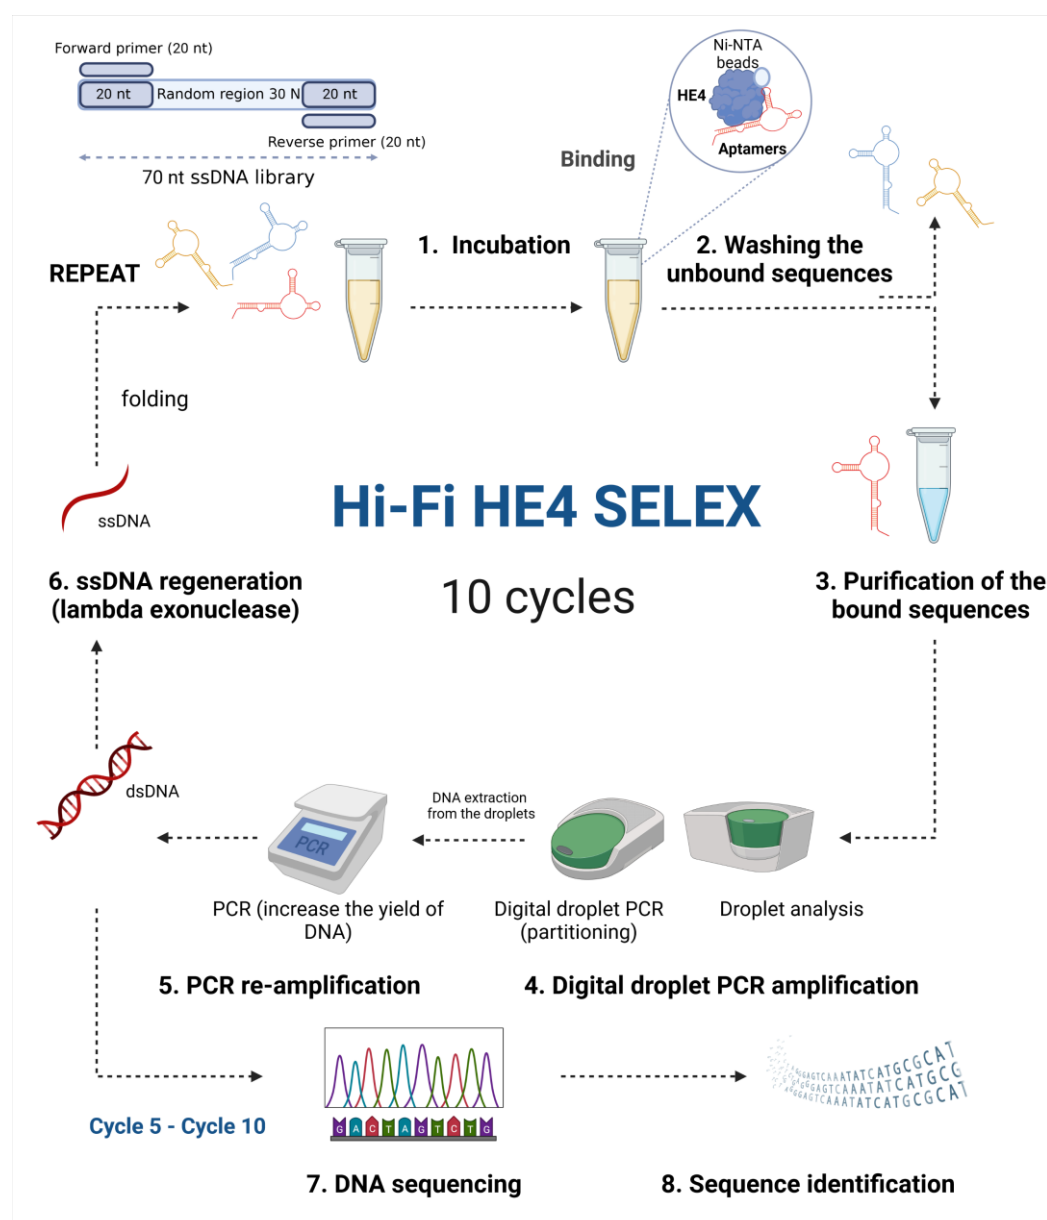 Forward primer (20 nt)
20 nt
Random region 30 N
20 nt
Reverse primer (20 nt)
70 nt ssDNA library
Ni-NTA
beads
HE4
Aptamers
Binding
REPEAT
1. Incubation
2. Washing the
unbound sequences
folding
ssDNA
Hi-Fi HE4 SELEX
10 cycles
6. ssDNA regeneration
(lambda exonuclease)
3. Purification of the
bound sequences
dsDNA
DNA extraction
from the droplets
PCR
PCR (increase the yield of
DNA)
Digital droplet PCR
(partitioning)
Droplet analysis
5. PCR re-amplification
4. Digital droplet PCR amplification
G A C T A G T C T G
Cycle 5 - Cycle 10
GAGTCAAATATCATGCGCAT
GAGTCAAATATCATGCG
GGAGTCAAATATCATGCGCAT
7. DNA sequencing
8. Sequence identification